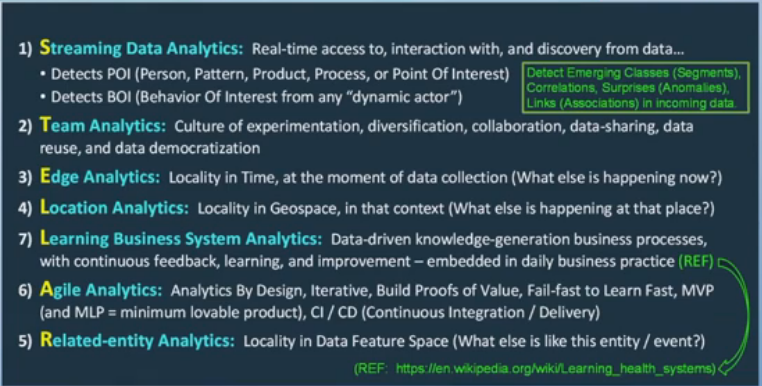 1) Streaming Data Analytics: Real-time access to, interaction with, and discovery from data...
• Detects POI (Person, Pattern, Product, Process, or Point Of Interest)
• Detects BOI (Behavior Of Interest from any “dynamic actor”)
Detect Emerging Classes (Segments),
Correlations, Surprises (Anomalies),
Links (Associations) in incoming data.
2) Team Analytics: Culture of experimentation, diversification, collaboration, data-sharing, data
reuse, and data democratization
3) Edge Analytics: Locality in Time, at the moment of data collection (What else is happening now?)
4) Location Analytics: Locality in Geospace, in that context (What else is happening at that place?)
7) Learning Business System Analytics: Data-driven knowledge-generation business processes,
with continuous feedback, learning, and improvement – embedded in daily business practice (REF)
6) Agile Analytics: Analytics By Design, Iterative, Build Proofs of Value, Fail-fast to Learn Fast, MVP
(and MLP = minimum lovable product), CI / CD (Continuous Integration / Delivery)
5) Related-entity Analytics: Locality in Data Feature Space (What else is like this entity / event?)
(REF: https://en.wikipedia.org/wiki/Learning_health_systems)